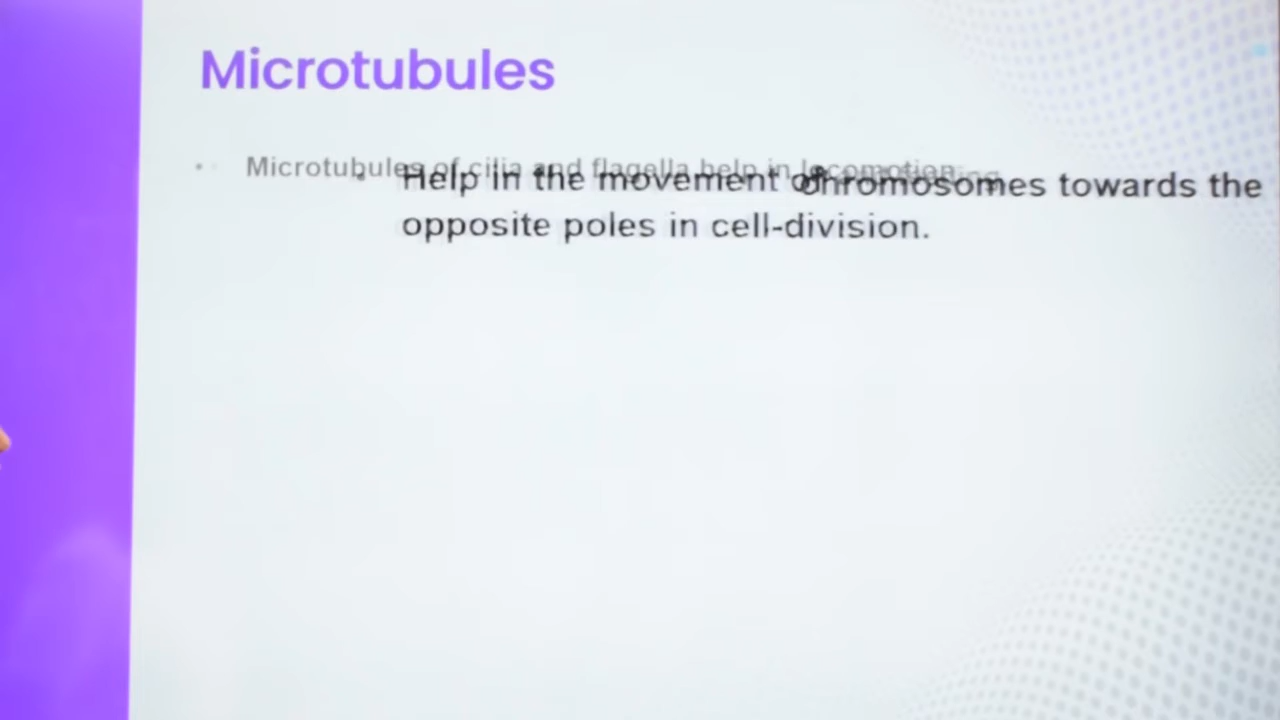 Microtubules
• Microtubules of cilia and flagella help in locomotion
• Help in the movement of chromosomes towards the
opposite poles in cell-division.